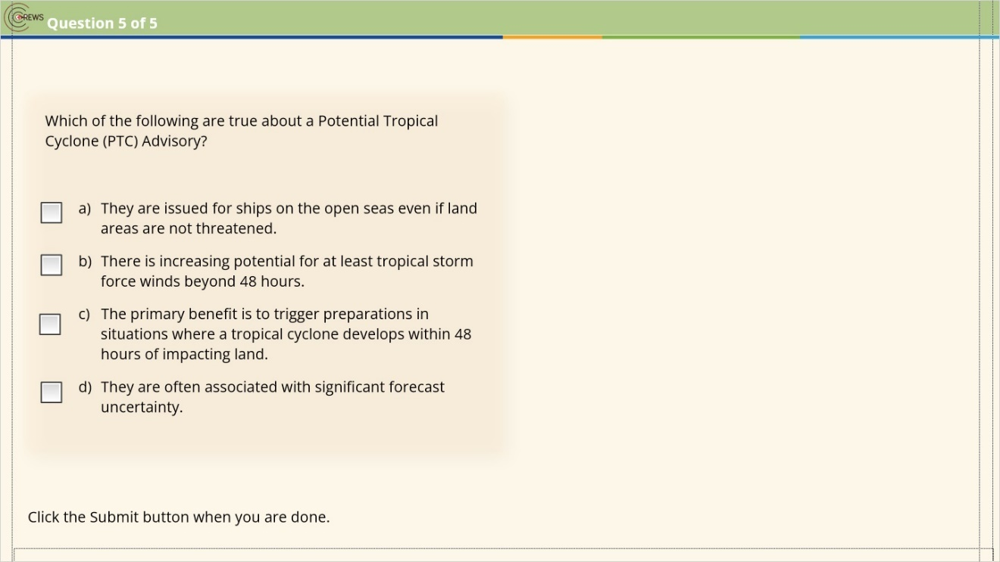 CREWS
Question 5 of 5
Which of the following are true about a Potential Tropical
Cyclone (PTC) Advisory?
a) They are issued for ships on the open seas even if land
areas are not threatened.
b) There is increasing potential for at least tropical storm
force winds beyond 48 hours.
c) The primary benefit is to trigger preparations in
situations where a tropical cyclone develops within 48
hours of impacting land.
d) They are often associated with significant forecast
uncertainty.
Click the Submit button when you are done.